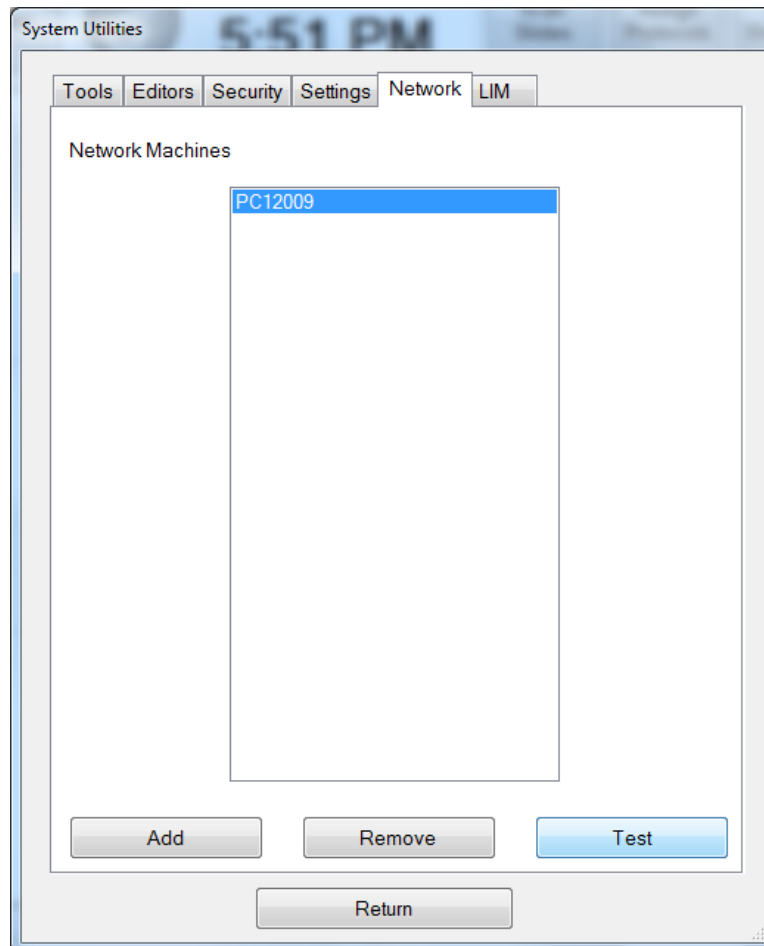 System Utilities
5:51 PM
Tools Editors Security Settings Network LIM
Network Machines
PC12009
Add Remove Test
Return